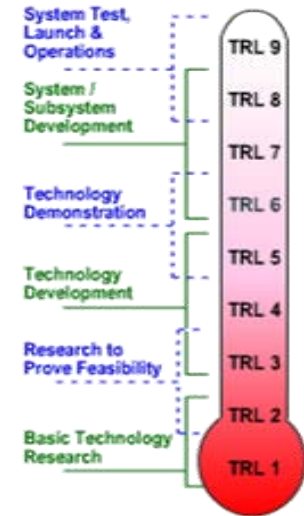 System Test,
Launch &
Operations
System /
Subsystem
Development
Technology
Demonstration
Technology
Development
Research to
Prove Feasibility
Basic Technology
Research
TRL 9
TRL 8
TRL 7
TRL 6
TRL 5
TRL 4
TRL 3
TRL 2
TRL 1